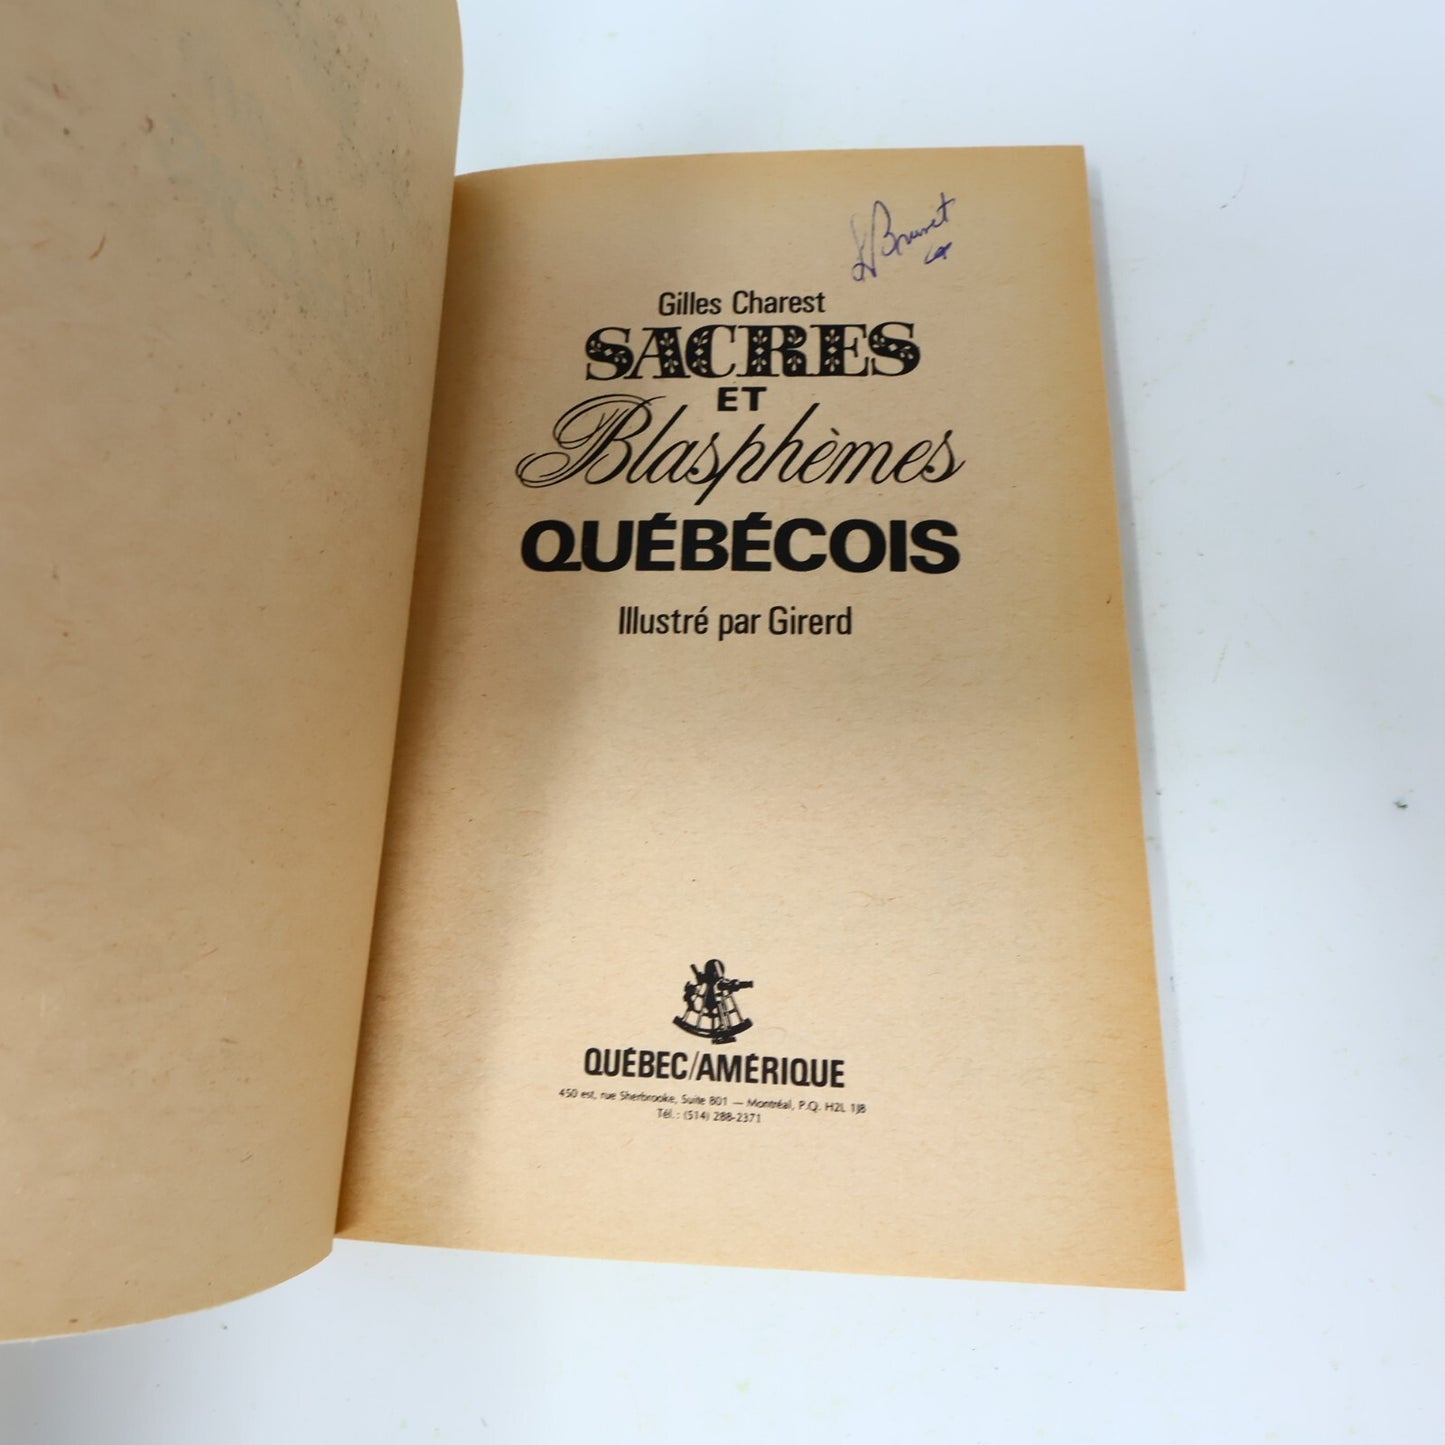 Brunet
Gilles Charest
SACRES
ET
Blasphèmes
QUÉBÉCOIS
Illustré par Girerd
QUÉBEC/AMÉRIQUE
450 est, rue Sherbrooke, Suite 801 — Montréal, P.Q. H2L 1J8
Tél.: (514) 288-2371